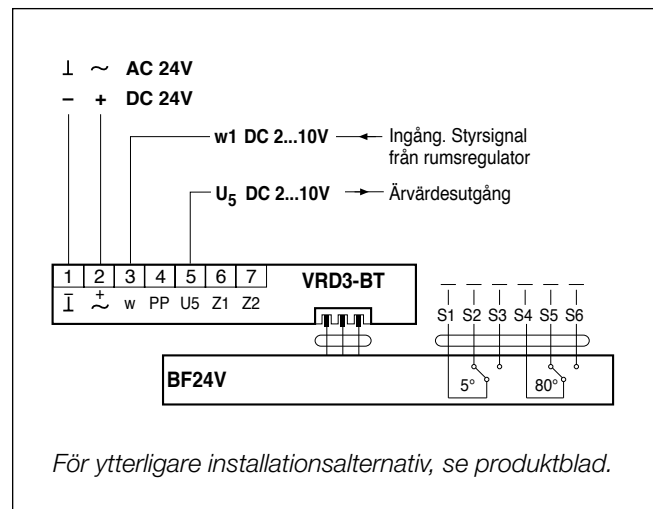 ⊥ ~ AC 24V
– + DC 24V
w1 DC 2...10V Ingång. Styrsignal
från rumsregulator
U5 DC 2...10V Ärvärdesutgång
1 2 3 4 5 6 7 VRD3-BT
⊥ ~ w PP U5 Z1 Z2
– +
S1 S2 S3 S4 S5 S6
BF24V 5° 80°
För ytterligare installationsalternativ, se produktblad.